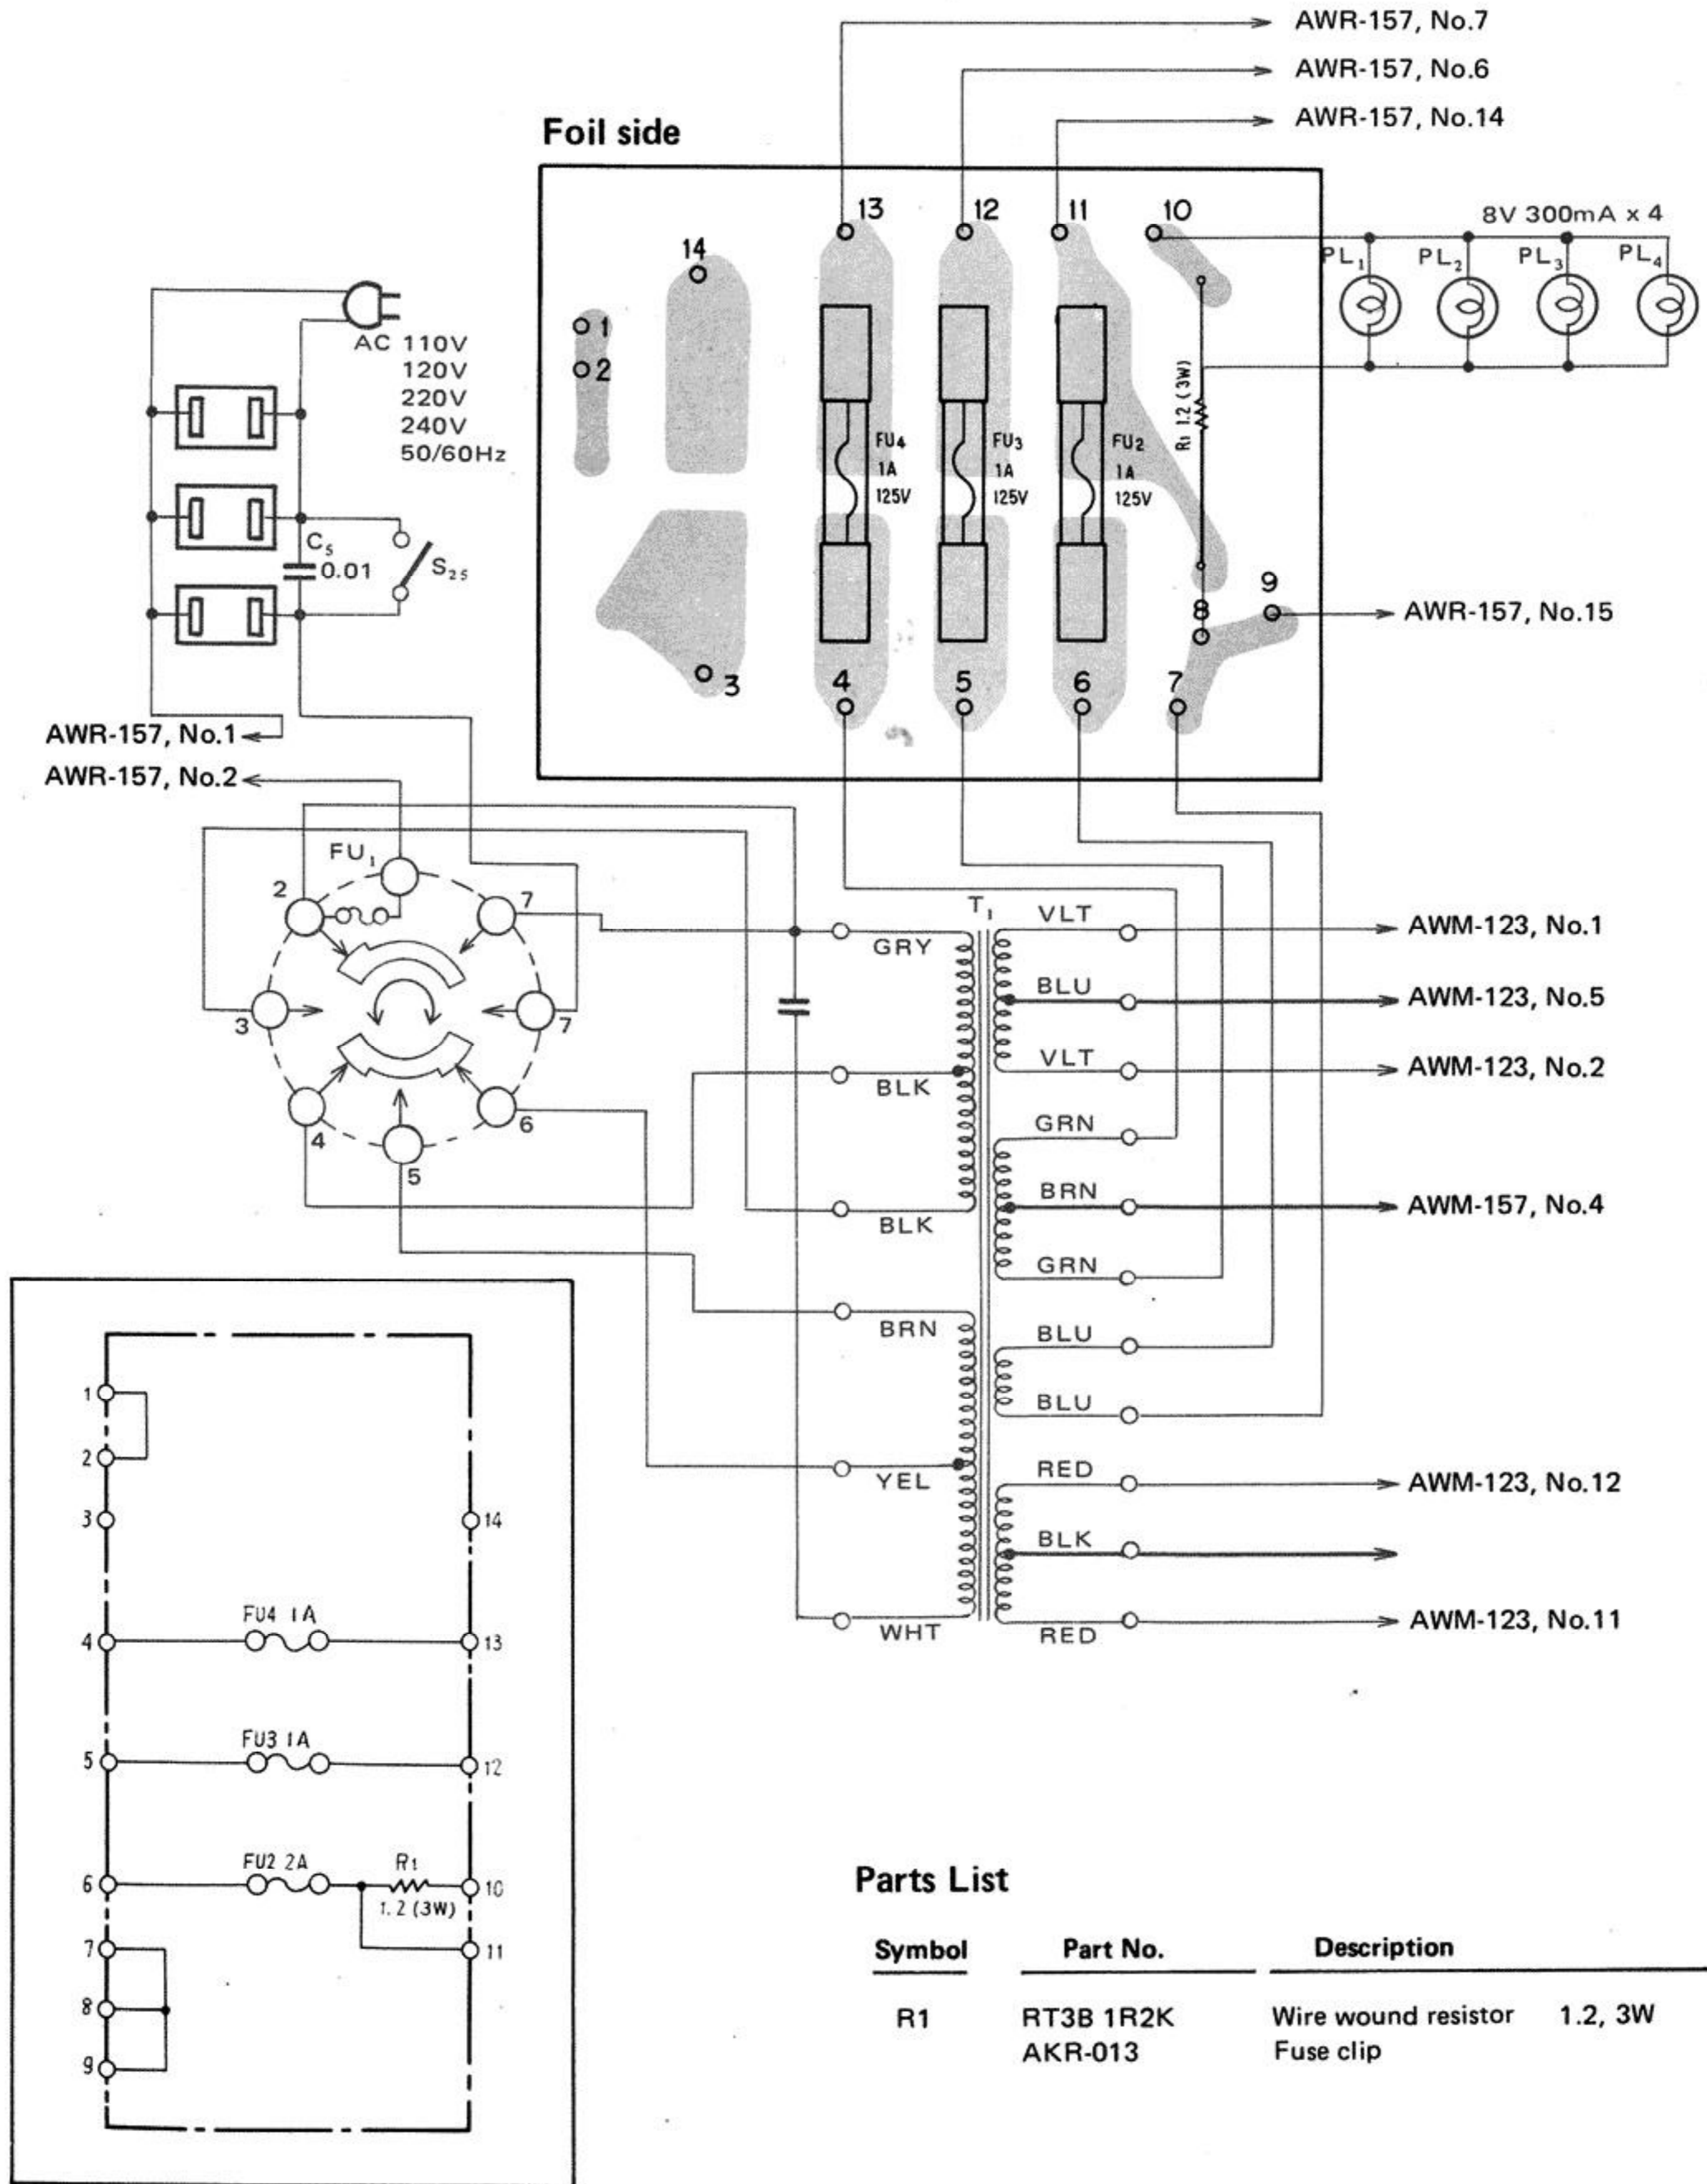 AWR-157, No.7
AWR-157, No.6
AWR-157, No.14
Foil side
13
12
11
10
8V 300mA x 4
14
PL₁
PL₂
PL₃
PL₄
1
2
AC 110V
120V
220V
240V
50/60Hz
R1 1.2 (3W)
FU4
1A
125V
FU3
1A
125V
FU2
1A
125V
C₅
0.01
S₂₅
9
8
AWR-157, No.15
3
4
5
6
7
AWR-157, No.1
AWR-157, No.2
FU₁
2
7
3
7
4
6
5
T₁
GRY
BLK
BLK
BRN
YEL
WHT
VLT
AWM-123, No.1
BLU
AWM-123, No.5
VLT
AWM-123, No.2
GRN
BRN
AWM-157, No.4
GRN
BLU
BLU
RED
AWM-123, No.12
BLK
RED
AWM-123, No.11
1
2
3
14
4
FU4 1A
13
5
FU3 1A
12
6
FU2 2A
R1
1.2 (3W)
10
7
11
8
9
Parts List
Symbol Part No. Description
R1 RT3B 1R2K Wire wound resistor 1.2, 3W
AKR-013 Fuse clip